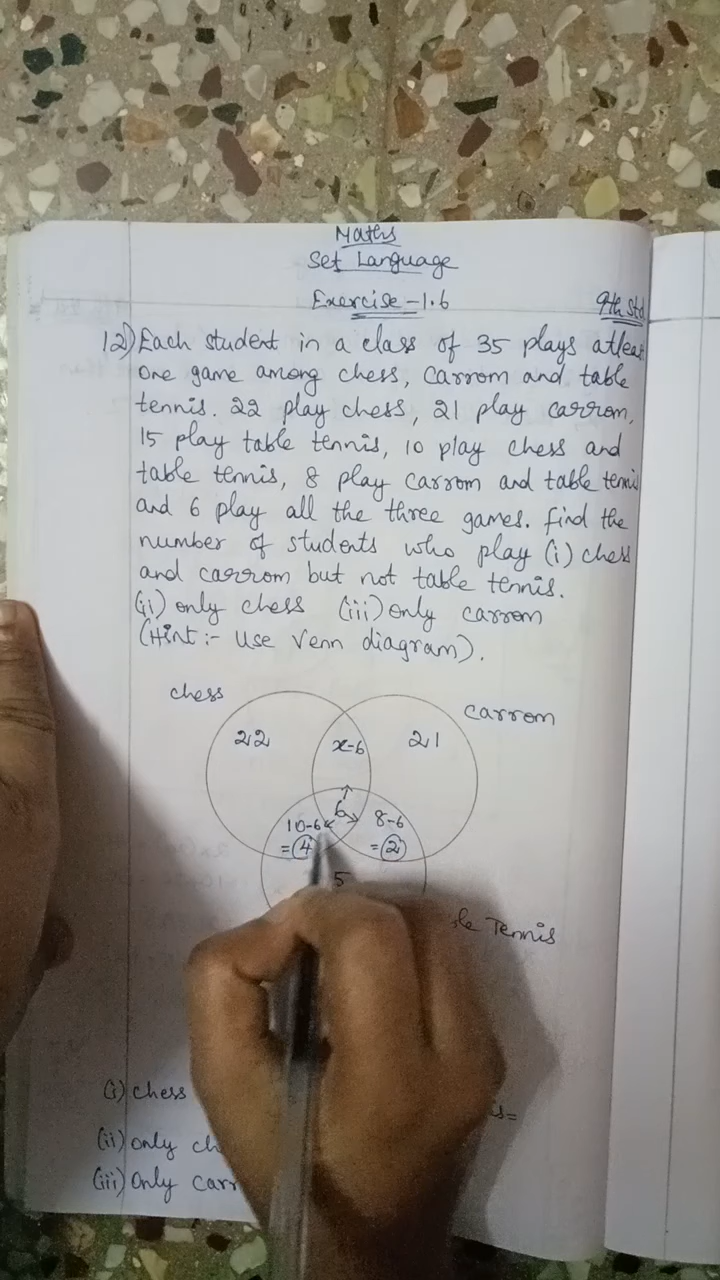 Maths
Set Language
Exercise - 1.6
9th Std
12) Each student in a class of 35 plays atleast
one game among chess, carrom and table
tennis. 22 play chess, 21 play carrom,
15 play table tennis, 10 play chess and
table tennis, 8 play carrom and table tennis
and 6 play all the three games. find the
number of students who play (i) chess
and carrom but not table tennis.
(ii) only chess (iii) only carrom
(Hint :- Use Venn diagram).
chess
carrom
22 x-6 21
6
10-6 8-6
=4 =2
5
Tennis
(i) chess
(ii) only
(iii) Only